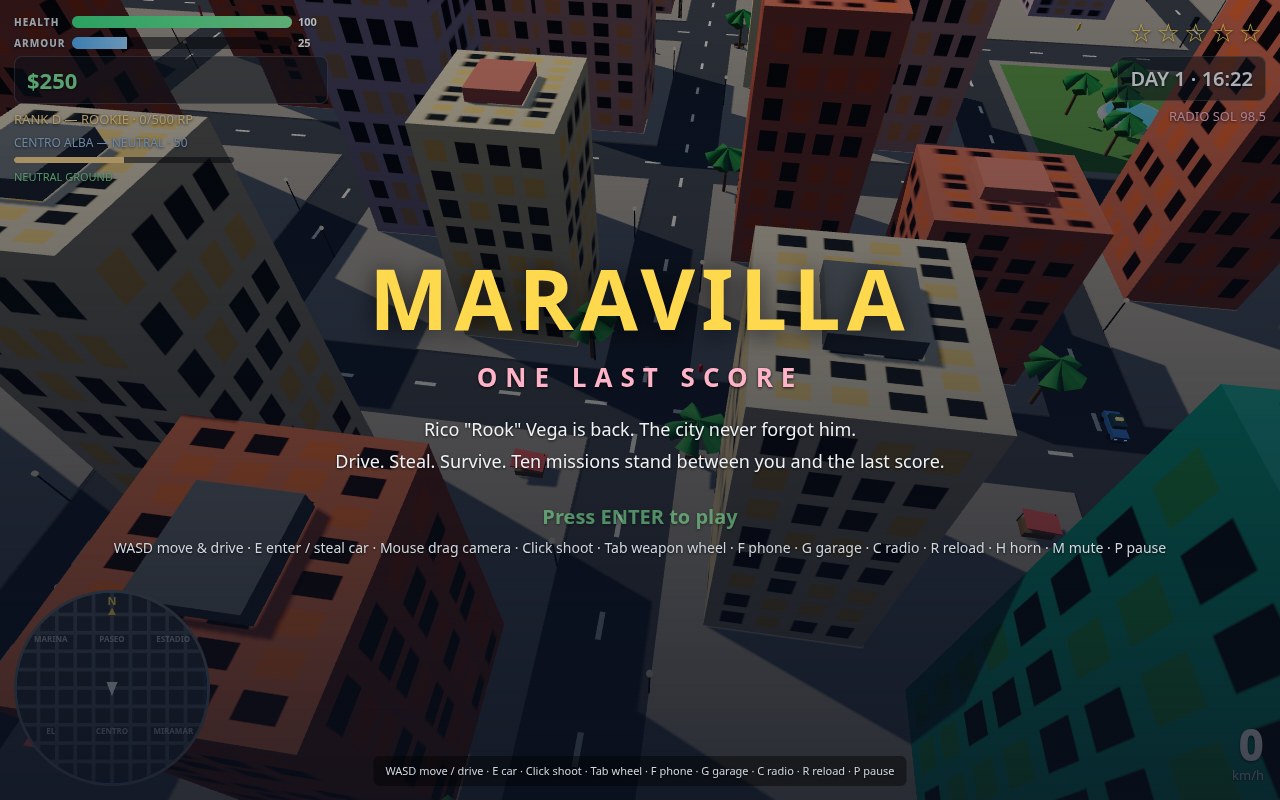 HEALTH 100
ARMOUR 25
$250
RANK D — ROOKIE · 0/500 RP
CENTRO ALBA — NEUTRAL · 90
NEUTRAL GROUND
☆☆☆☆☆
DAY 1 · 16:22
RADIO SOL 98.5
MARAVILLA
ONE LAST SCORE
Rico "Rook" Vega is back. The city never forgot him.
Drive. Steal. Survive. Ten missions stand between you and the last score.
Press ENTER to play
WASD move & drive · E enter / steal car · Mouse drag camera · Click shoot · Tab weapon wheel · F phone · G garage · C radio · R reload · H horn · M mute · P pause
N
MARINA PASEO ESTADIO
EL CENTRO MIRAMAR
WASD move / drive · E car · Click shoot · Tab wheel · F phone · G garage · C radio · R reload · P pause
0
km/h